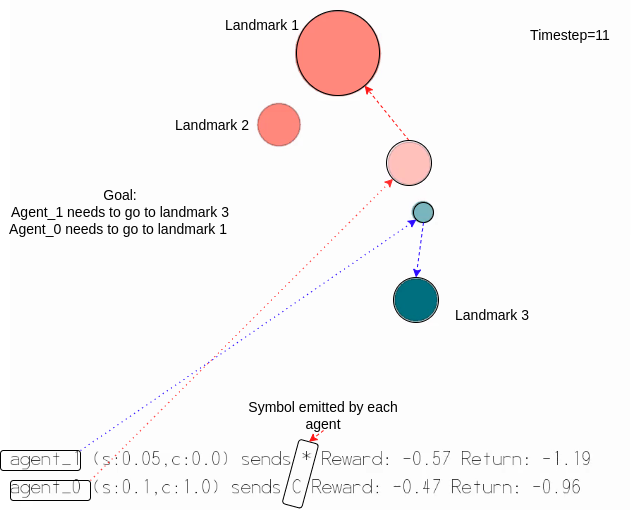 Landmark 1
Timestep=11
Landmark 2
Goal:
Agent_1 needs to go to landmark 3
Agent_0 needs to go to landmark 1
Landmark 3
Symbol emitted by each
agent
agent_1 (s:0.05,c:0.0) sends * Reward: -0.57 Return: -1.19
agent_0 (s:0.1,c:1.0) sends C Reward: -0.47 Return: -0.96